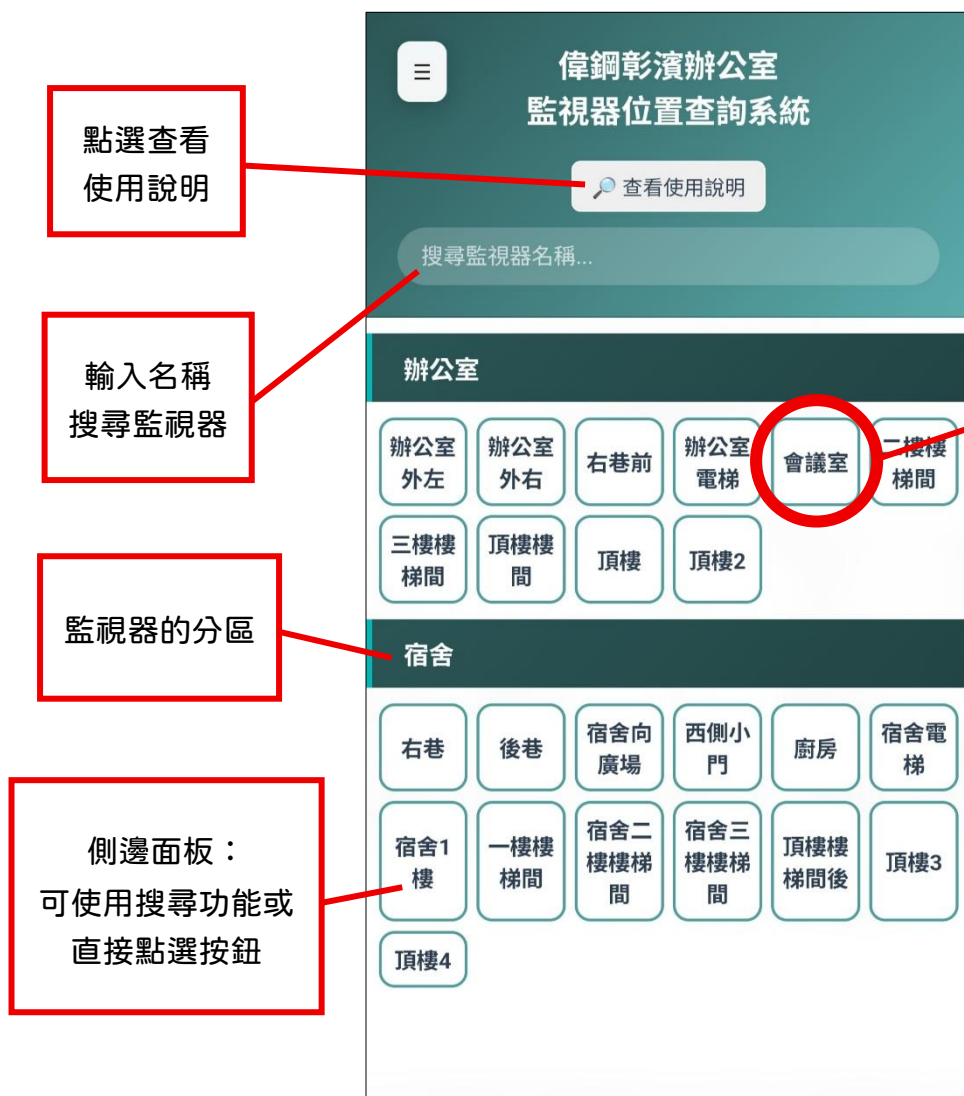 ☰
偉鋼彰濱辦公室
監視器位置查詢系統
點選查看
使用說明
🔎 查看使用說明
搜尋監視器名稱...
輸入名稱
搜尋監視器
辦公室
辦公室
外左
辦公室
外右
右巷前
辦公室
電梯
會議室
二樓樓
梯間
三樓樓
梯間
頂樓樓
間
頂樓
頂樓2
監視器的分區
宿舍
右巷
後巷
宿舍向
廣場
西側小
門
廚房
宿舍電
梯
側邊面板：
可使用搜尋功能或
直接點選按鈕
宿舍1
樓
一樓樓
梯間
宿舍二
樓樓梯
間
宿舍三
樓樓梯
間
頂樓樓
梯間後
頂樓3
頂樓4